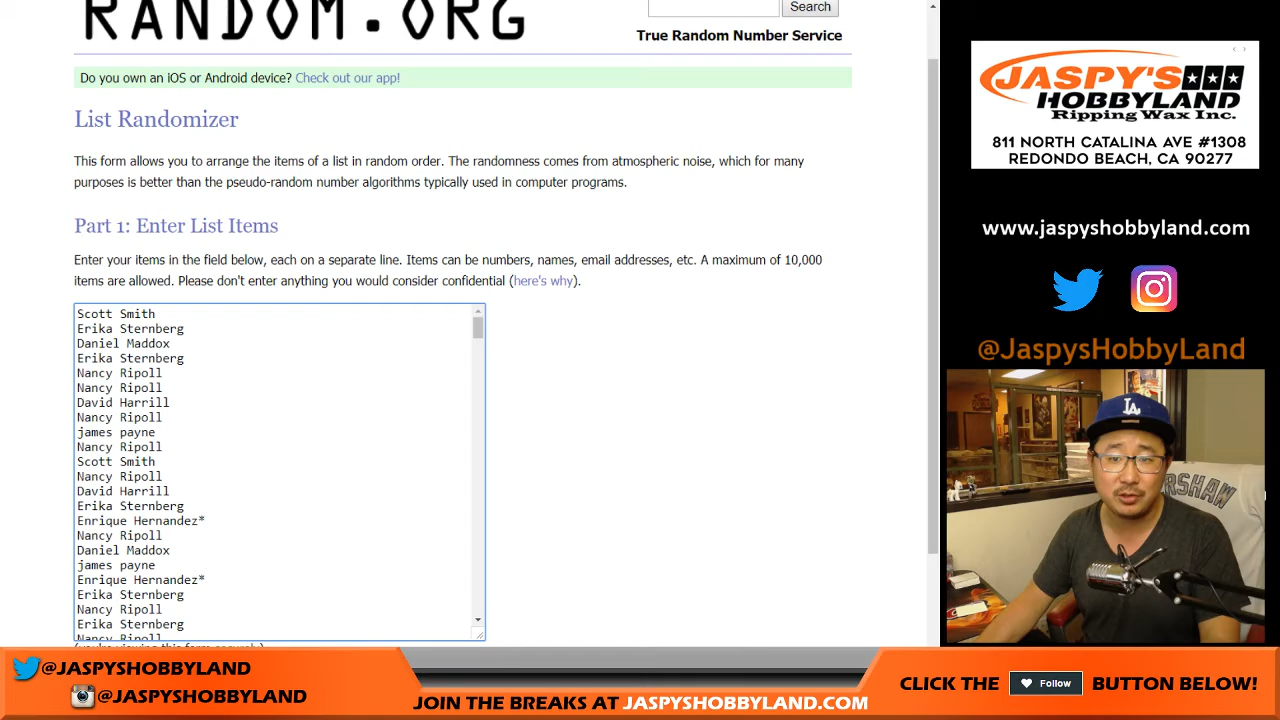 RANDOM.ORG
Search
True Random Number Service
Do you own an iOS or Android device? Check out our app!
List Randomizer
This form allows you to arrange the items of a list in random order. The randomness comes from atmospheric noise, which for many
purposes is better than the pseudo-random number algorithms typically used in computer programs.
Part 1: Enter List Items
Enter your items in the field below, each on a separate line. Items can be numbers, names, email addresses, etc. A maximum of 10,000
items are allowed. Please don't enter anything you would consider confidential (here's why).
Scott Smith
Erika Sternberg
Daniel Maddox
Erika Sternberg
Nancy Ripoll
Nancy Ripoll
David Harrill
Nancy Ripoll
james payne
Nancy Ripoll
Scott Smith
Nancy Ripoll
David Harrill
Erika Sternberg
Enrique Hernandez*
Nancy Ripoll
Daniel Maddox
james payne
Enrique Hernandez*
Erika Sternberg
Nancy Ripoll
Erika Sternberg
Nancy Ripoll
JASPY'S
HOBBYLAND
Ripping Wax Inc.
811 NORTH CATALINA AVE #1308
REDONDO BEACH, CA 90277
www.jaspyshobbyland.com
@JaspysHobbyLand
LA
ERSHAW
@JASPYSHOBBYLAND
@JASPYSHOBBYLAND
JOIN THE BREAKS AT JASPYSHOBBYLAND.COM
CLICK THE Follow BUTTON BELOW!